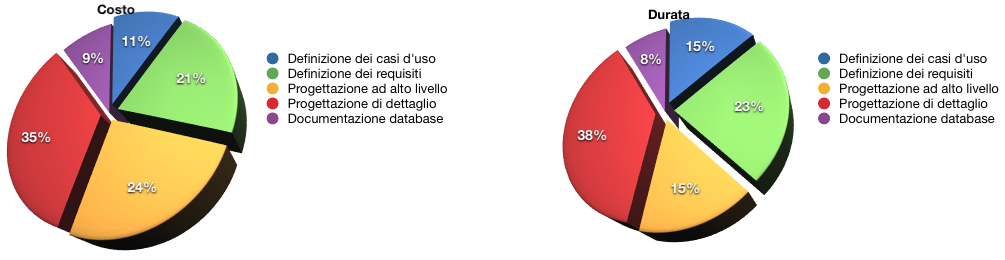 Costo
11%
21%
24%
35%
9%
Definizione dei casi d'uso
Definizione dei requisiti
Progettazione ad alto livello
Progettazione di dettaglio
Documentazione database
Durata
15%
23%
15%
38%
8%
Definizione dei casi d'uso
Definizione dei requisiti
Progettazione ad alto livello
Progettazione di dettaglio
Documentazione database